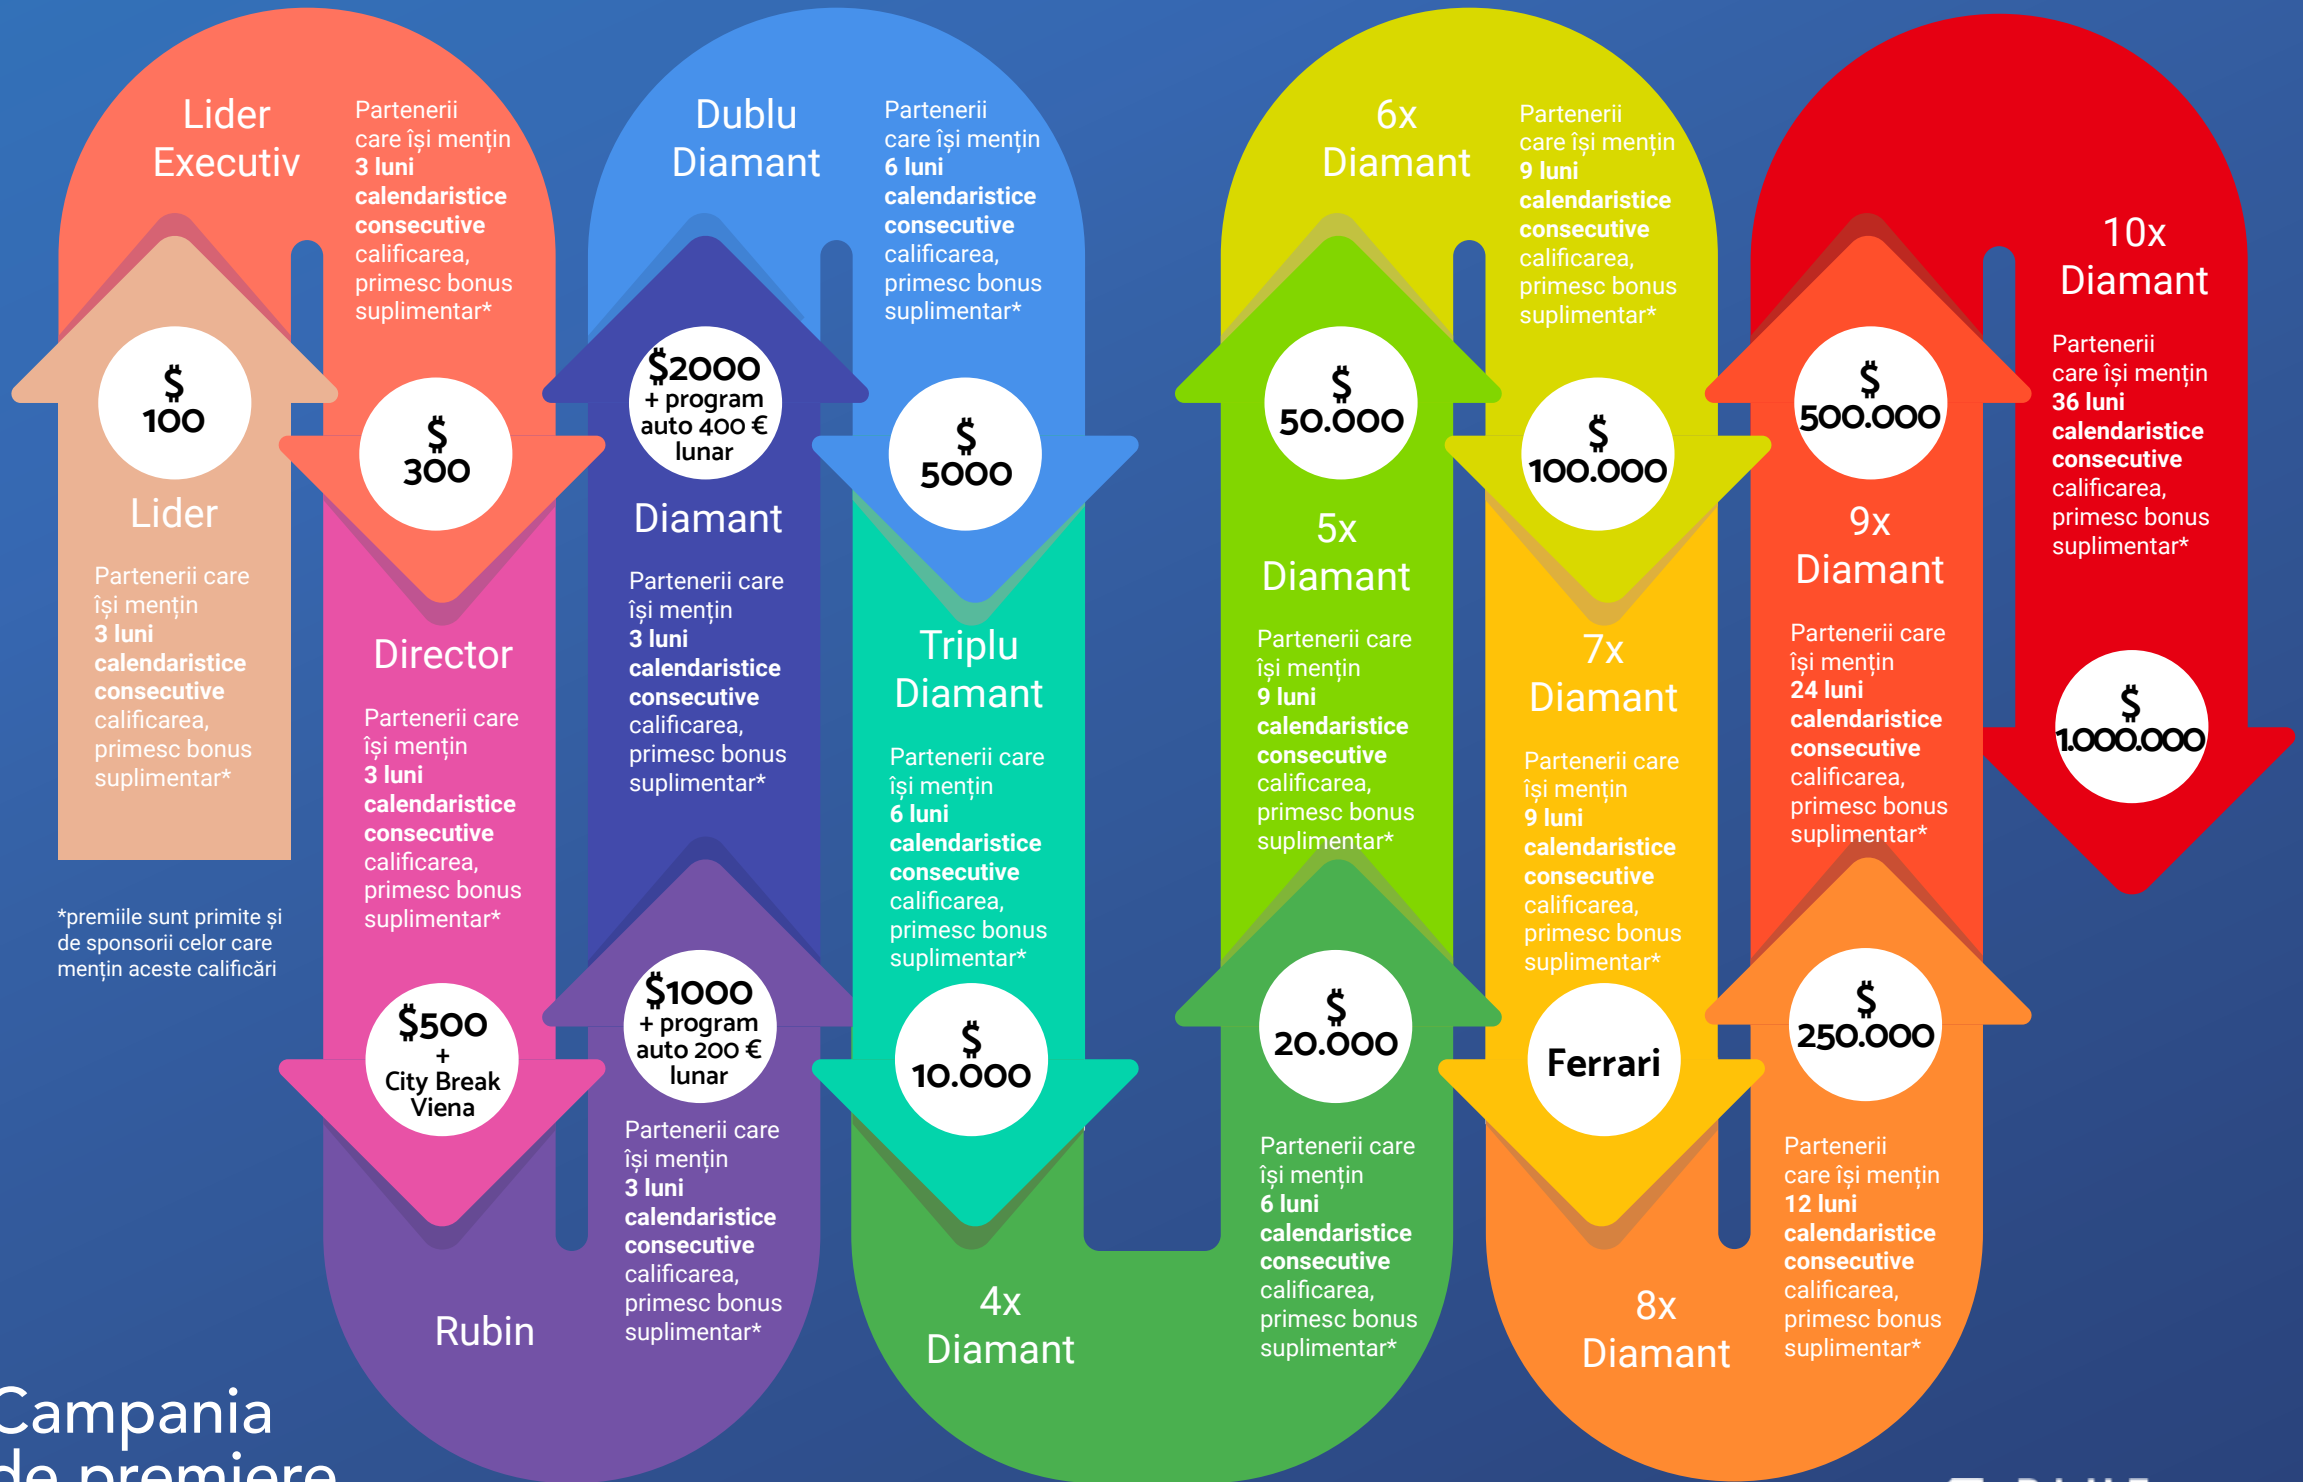 $
100
Lider
Partenerii care
își mențin
3 luni
calendaristice
consecutive
calificarea,
primesc bonus
suplimentar*
*premiile sunt primite și
de sponsorii celor care
mențin aceste calificări
Lider
Executiv
Partenerii
care își mențin
3 luni
calendaristice
consecutive
calificarea,
primesc bonus
suplimentar*
$
300
Director
Partenerii care
își mențin
3 luni
calendaristice
consecutive
calificarea,
primesc bonus
suplimentar*
$500
+
City Break
Viena
Rubin
Partenerii care
își mențin
3 luni
calendaristice
consecutive
calificarea,
primesc bonus
suplimentar*
$1000
+ program
auto 200 €
lunar
Diamant
Partenerii care
își mențin
3 luni
calendaristice
consecutive
calificarea,
primesc bonus
suplimentar*
$2000
+ program
auto 400 €
lunar
Dublu
Diamant
Partenerii
care își mențin
6 luni
calendaristice
consecutive
calificarea,
primesc bonus
suplimentar*
$
5000
Triplu
Diamant
Partenerii care
își mențin
6 luni
calendaristice
consecutive
calificarea,
primesc bonus
suplimentar*
$
10.000
4x
Diamant
Partenerii care
își mențin
6 luni
calendaristice
consecutive
calificarea,
primesc bonus
suplimentar*
$
20.000
5x
Diamant
Partenerii care
își mențin
9 luni
calendaristice
consecutive
calificarea,
primesc bonus
suplimentar*
$
50.000
6x
Diamant
Partenerii
care își mențin
9 luni
calendaristice
consecutive
calificarea,
primesc bonus
suplimentar*
$
100.000
7x
Diamant
Partenerii care
își mențin
9 luni
calendaristice
consecutive
calificarea,
primesc bonus
suplimentar*
Ferrari
8x
Diamant
Partenerii
care își mențin
12 luni
calendaristice
consecutive
calificarea,
primesc bonus
suplimentar*
$
250.000
9x
Diamant
Partenerii care
își mențin
24 luni
calendaristice
consecutive
calificarea,
primesc bonus
suplimentar*
$
500.000
10x
Diamant
Partenerii
care își mențin
36 luni
calendaristice
consecutive
calificarea,
primesc bonus
suplimentar*
$
1.000.000
Campania
de premiere